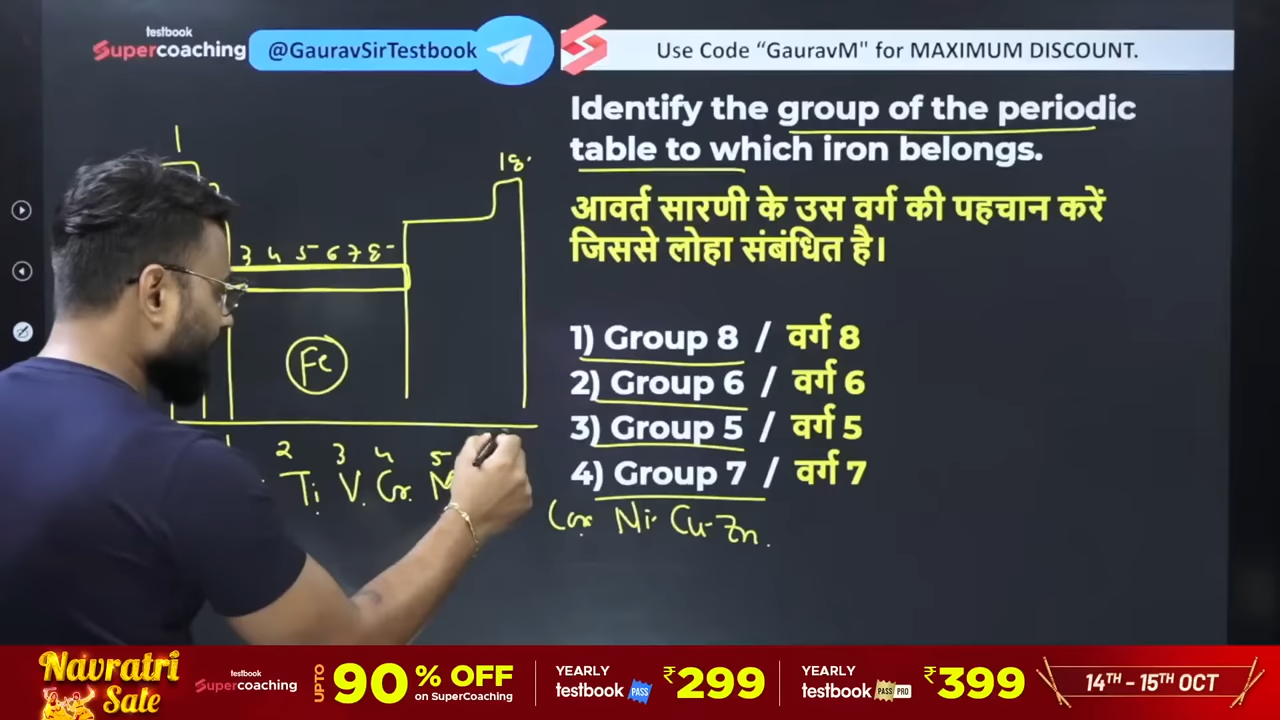 testbook
Supercoaching
@GauravSirTestbook
Use Code “GauravM" for MAXIMUM DISCOUNT.
Identify the group of the periodic
table to which iron belongs.
आवर्त सारणी के उस वर्ग की पहचान करें
जिससे लोहा संबंधित है।
1) Group 8 / वर्ग 8
2) Group 6 / वर्ग 6
3) Group 5 / वर्ग 5
4) Group 7 / वर्ग 7
1
18.
3 4 5 6 7 8
Fe
2 3 4 5
Ti V. Cr.
Ni Cu Zn.
Navratri
Sale
testbook
Supercoaching
UPTO 90% OFF
on SuperCoaching
YEARLY
testbook PASS
₹299
YEARLY
testbook PASS PRO
₹399
14TH - 15TH OCT